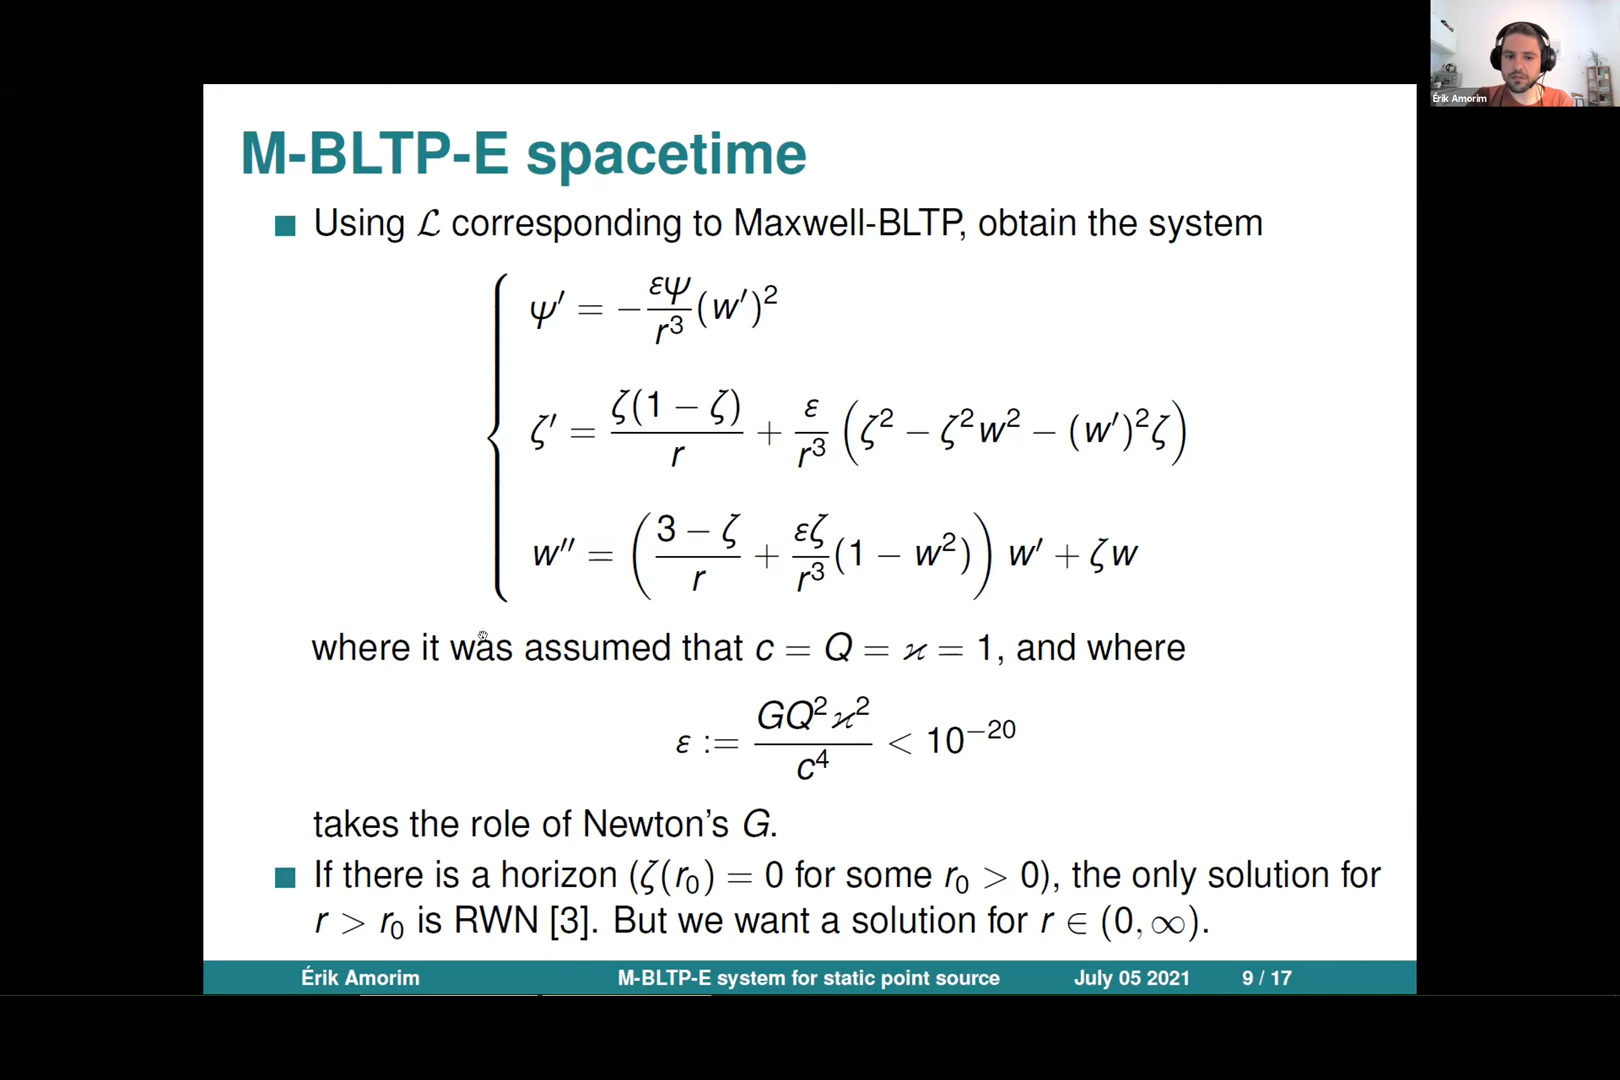 M-BLTP-E spacetime
Using ℒ corresponding to Maxwell-BLTP, obtain the system
ψ′ = −(εψ/r³)(w′)²
ζ′ = ζ(1 − ζ)/r + ε/r³ (ζ² − ζ²w² − (w′)²ζ)
w″ = ((3 − ζ)/r + (εζ/r³)(1 − w²)) w′ + ζw
where it was assumed that c = Q = ϰ = 1, and where
ε := GQ²ϰ²/c⁴ < 10⁻²⁰
takes the role of Newton's G.
If there is a horizon (ζ(r₀) = 0 for some r₀ > 0), the only solution for
r > r₀ is RWN [3]. But we want a solution for r ∈ (0, ∞).
Érik Amorim M-BLTP-E system for static point source July 05 2021 9 / 17
Érik Amorim